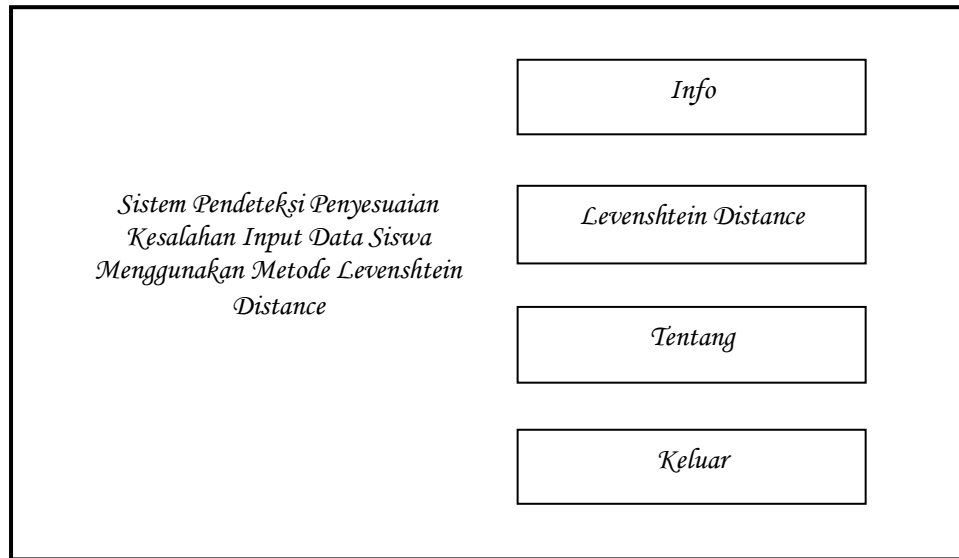 Sistem Pendeteksi Penyesuaian
Kesalahan Input Data Siswa
Menggunakan Metode Levenshtein
Distance
Info
Levenshtein Distance
Tentang
Keluar